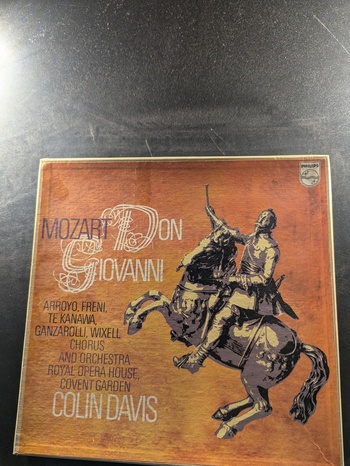 PHILIPS
MOZART DON
GIOVANNI
ARROYO, FRENI,
TE KANAWA,
GANZAROLLI, WIXELL,
CHORUS
AND ORCHESTRA
ROYAL OPERA HOUSE,
COVENT GARDEN
COLIN DAVIS